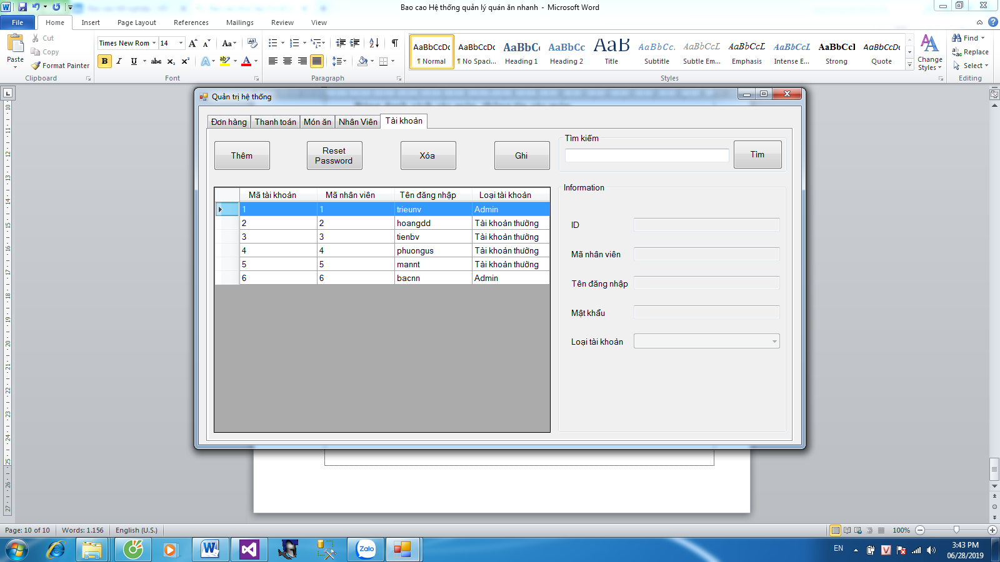 Bao cao Hệ thống quản lý quán ăn nhanh - Microsoft Word
File Home Insert Page Layout References Mailings Review View
Paste
Cut
Copy
Format Painter
Clipboard
Times New Rom 14
Font
Paragraph
AaBbCcDc AaBbCcDc AaBbCc AaBbCc AaB AaBbCc. AaBbCcL AaBbCcL AaBbCcL AaBbCcI AaBbCcDc
¶ Normal ¶ No Spaci... Heading 1 Heading 2 Title Subtitle Subtle Em... Emphasis Intense E... Strong Quote
Styles
Change
Styles
Find
Replace
Select
Editing
Quản trị hệ thống
Đơn hàng Thanh toán Món ăn Nhân Viên Tài khoản
Thêm
Reset
Password
Xóa
Ghi
Tìm kiếm
Tìm
Mã tài khoản Mã nhân viên Tên đăng nhập Loại tài khoản
1 1 trieunv Admin
2 2 hoangdd Tài khoản thường
3 3 tienbv Tài khoản thường
4 4 phuongus Tài khoản thường
5 5 mannt Tài khoản thường
6 6 bacnn Admin
Information
ID
Mã nhân viên
Tên đăng nhập
Mật khẩu
Loại tài khoản
Page: 10 of 10 Words: 1.156 English (U.S.) 100%
Zalo
EN
3:43 PM
06/28/2019